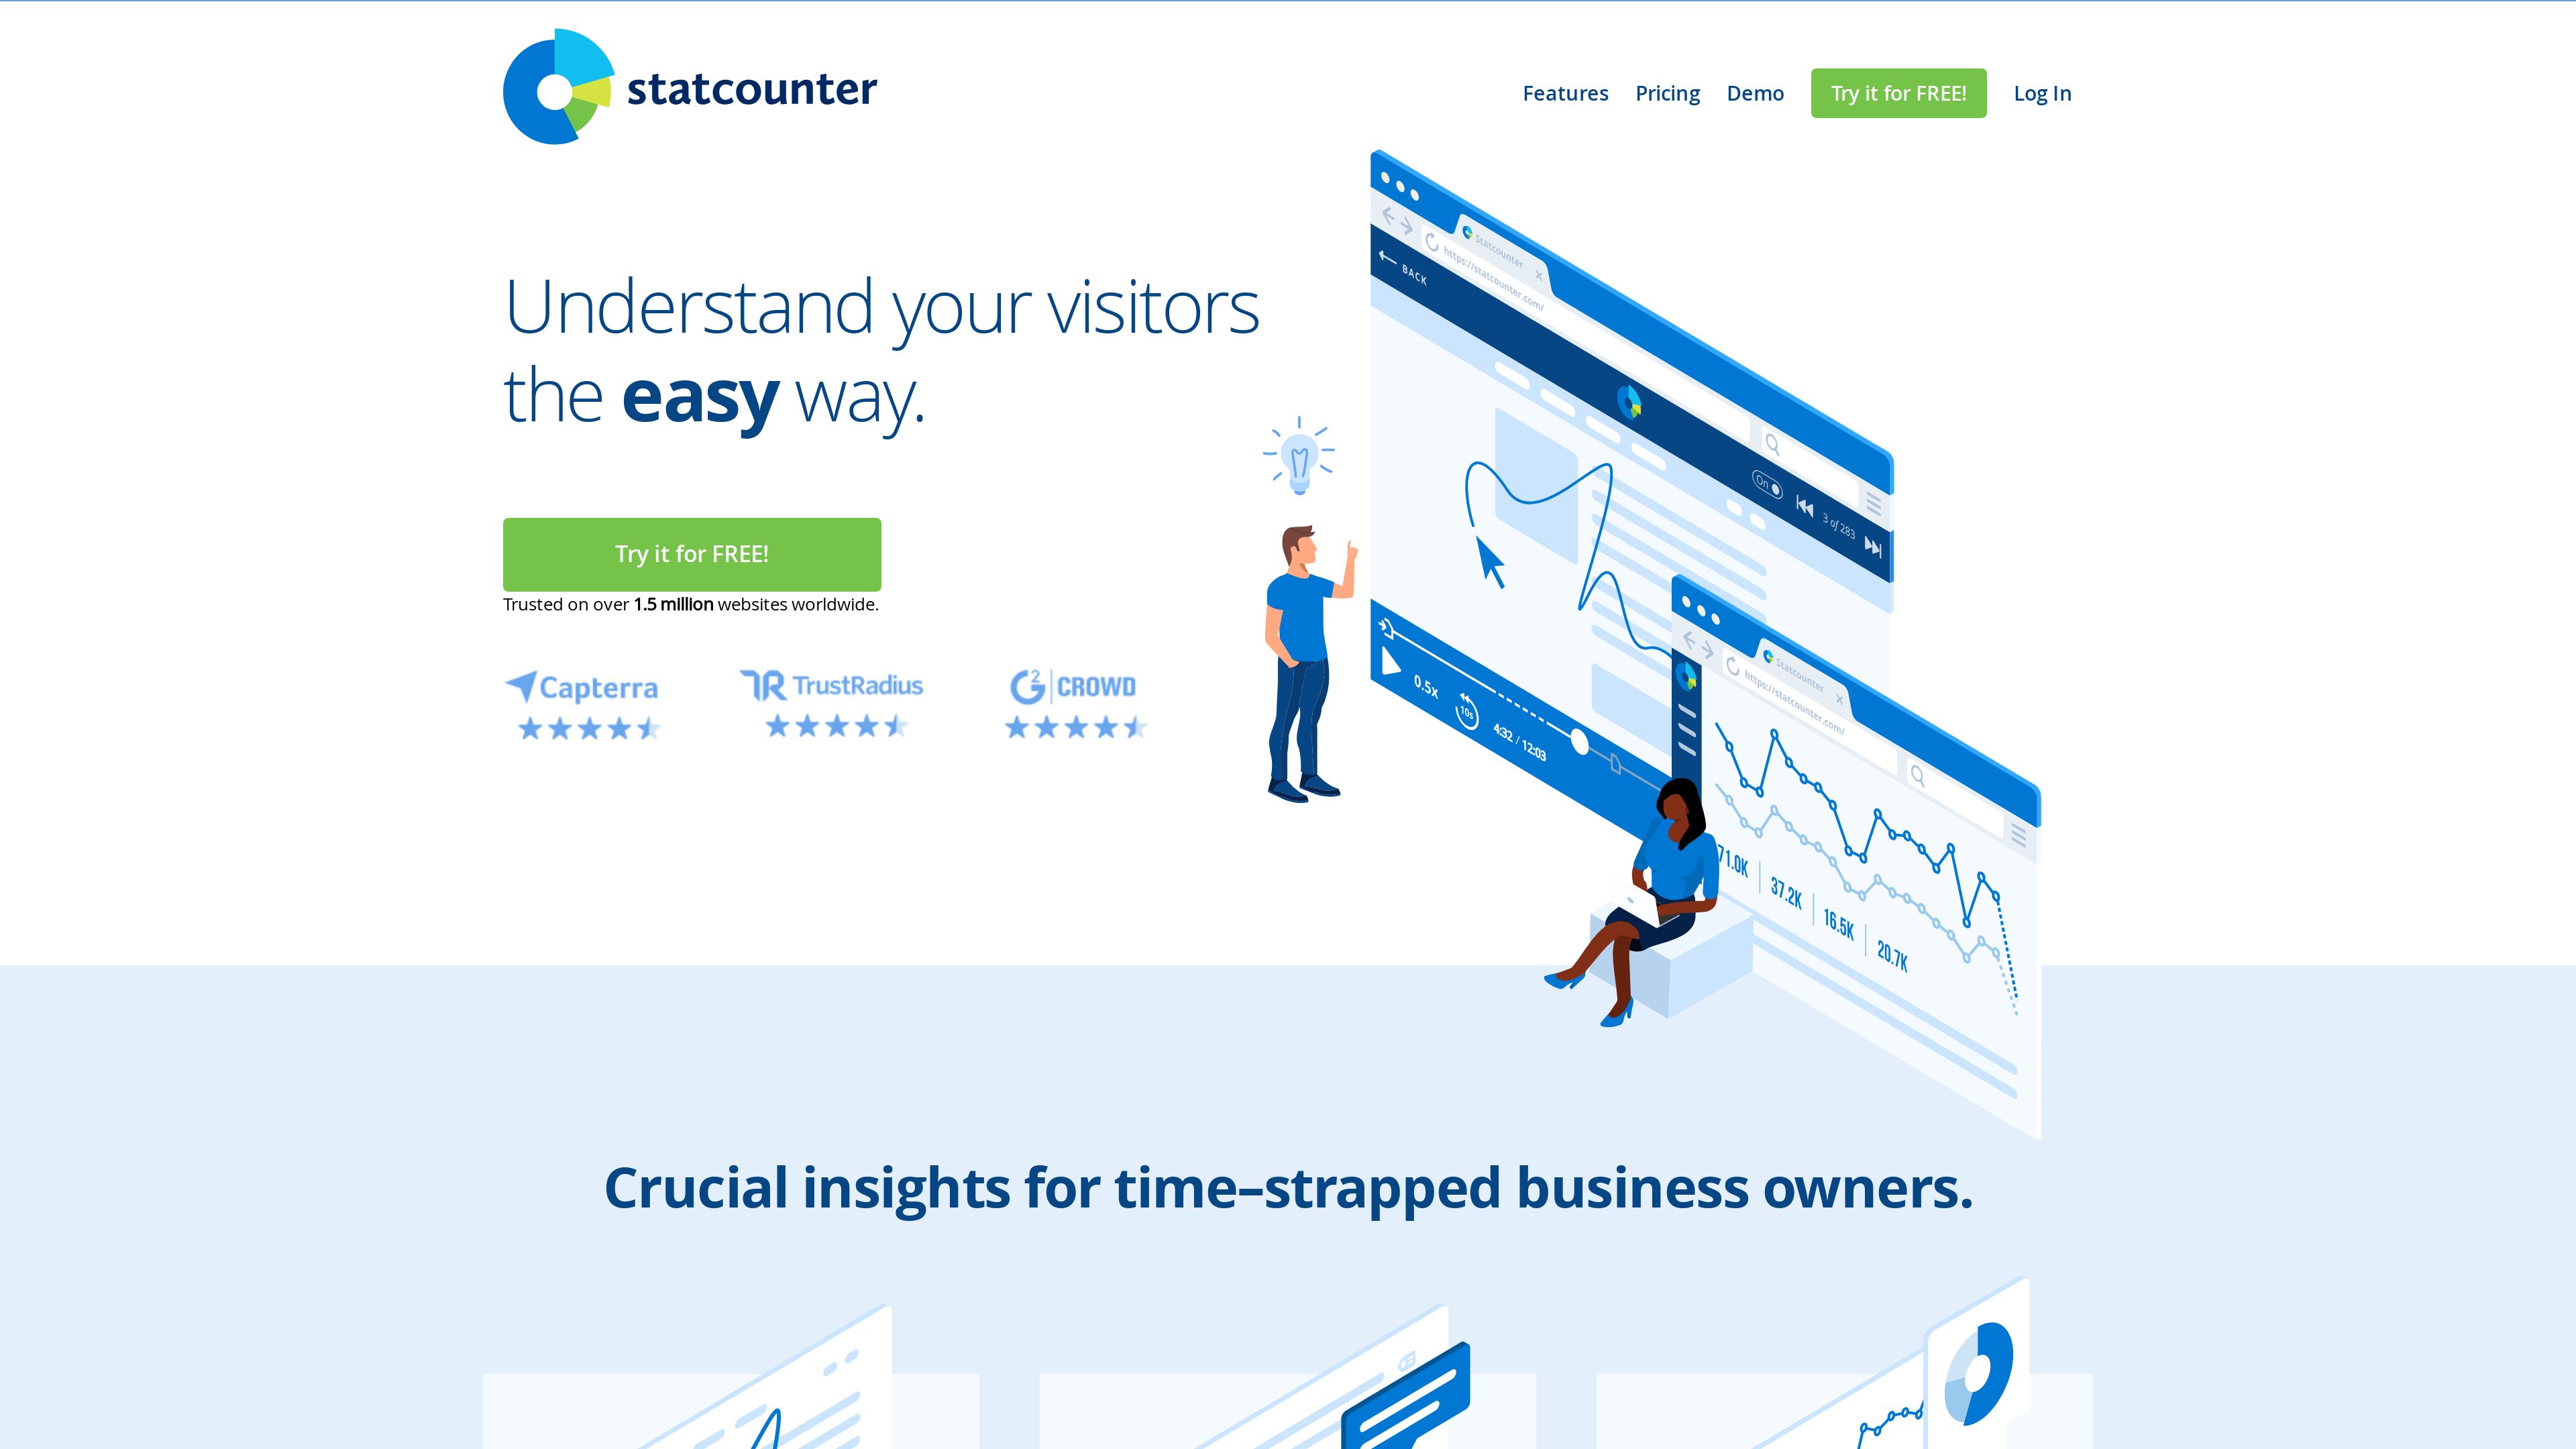 statcounter
Features
Pricing
Demo
Try it for FREE!
Log In
Understand your visitors
the easy way.
Try it for FREE!
Trusted on over 1.5 million websites worldwide.
Capterra
TrustRadius
G2 | CROWD
Statcounter
https://statcounter.com/
BACK
On
3 of 283
0.5x
10s
4:32 / 12:03
Statcounter
https://statcounter.com/
71.0K
37.2K
16.5K
20.7K
Crucial insights for time–strapped business owners.